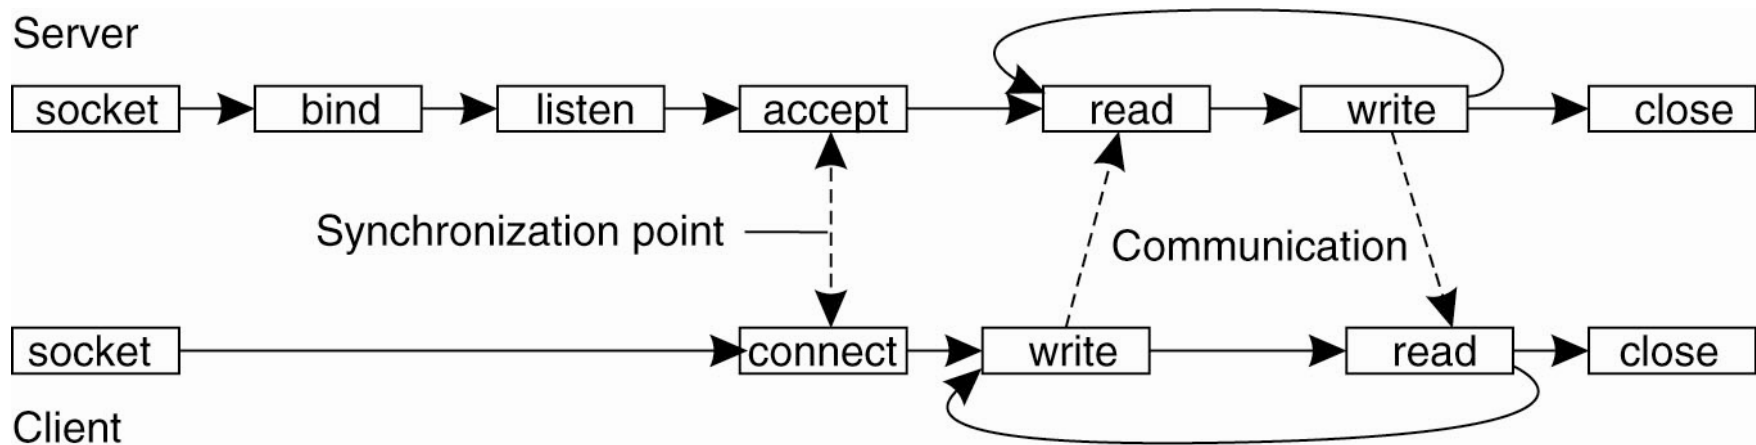 Server
socket bind listen accept read write close
Synchronization point
Communication
socket connect write read close
Client